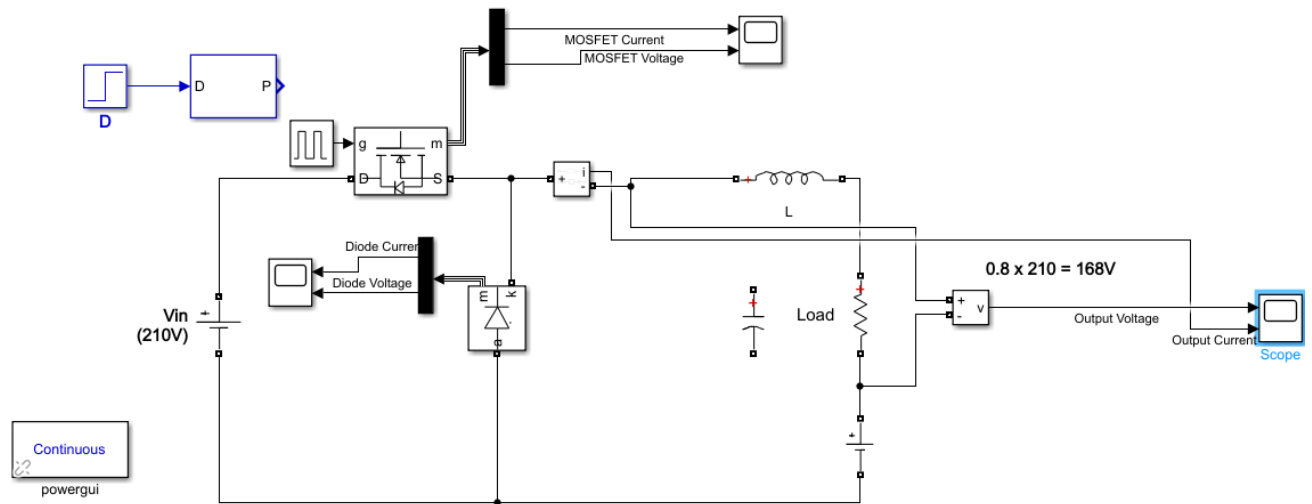 MOSFET Current
MOSFET Voltage
D
P
D
g
m
D
S
+
i
-
L
Diode Current
Diode Voltage
m
k
a
0.8 x 210 = 168V
Vin
(210V)
+
+
+
Load
+
-
v
Output Voltage
Output Current
Scope
+
Continuous
powergui